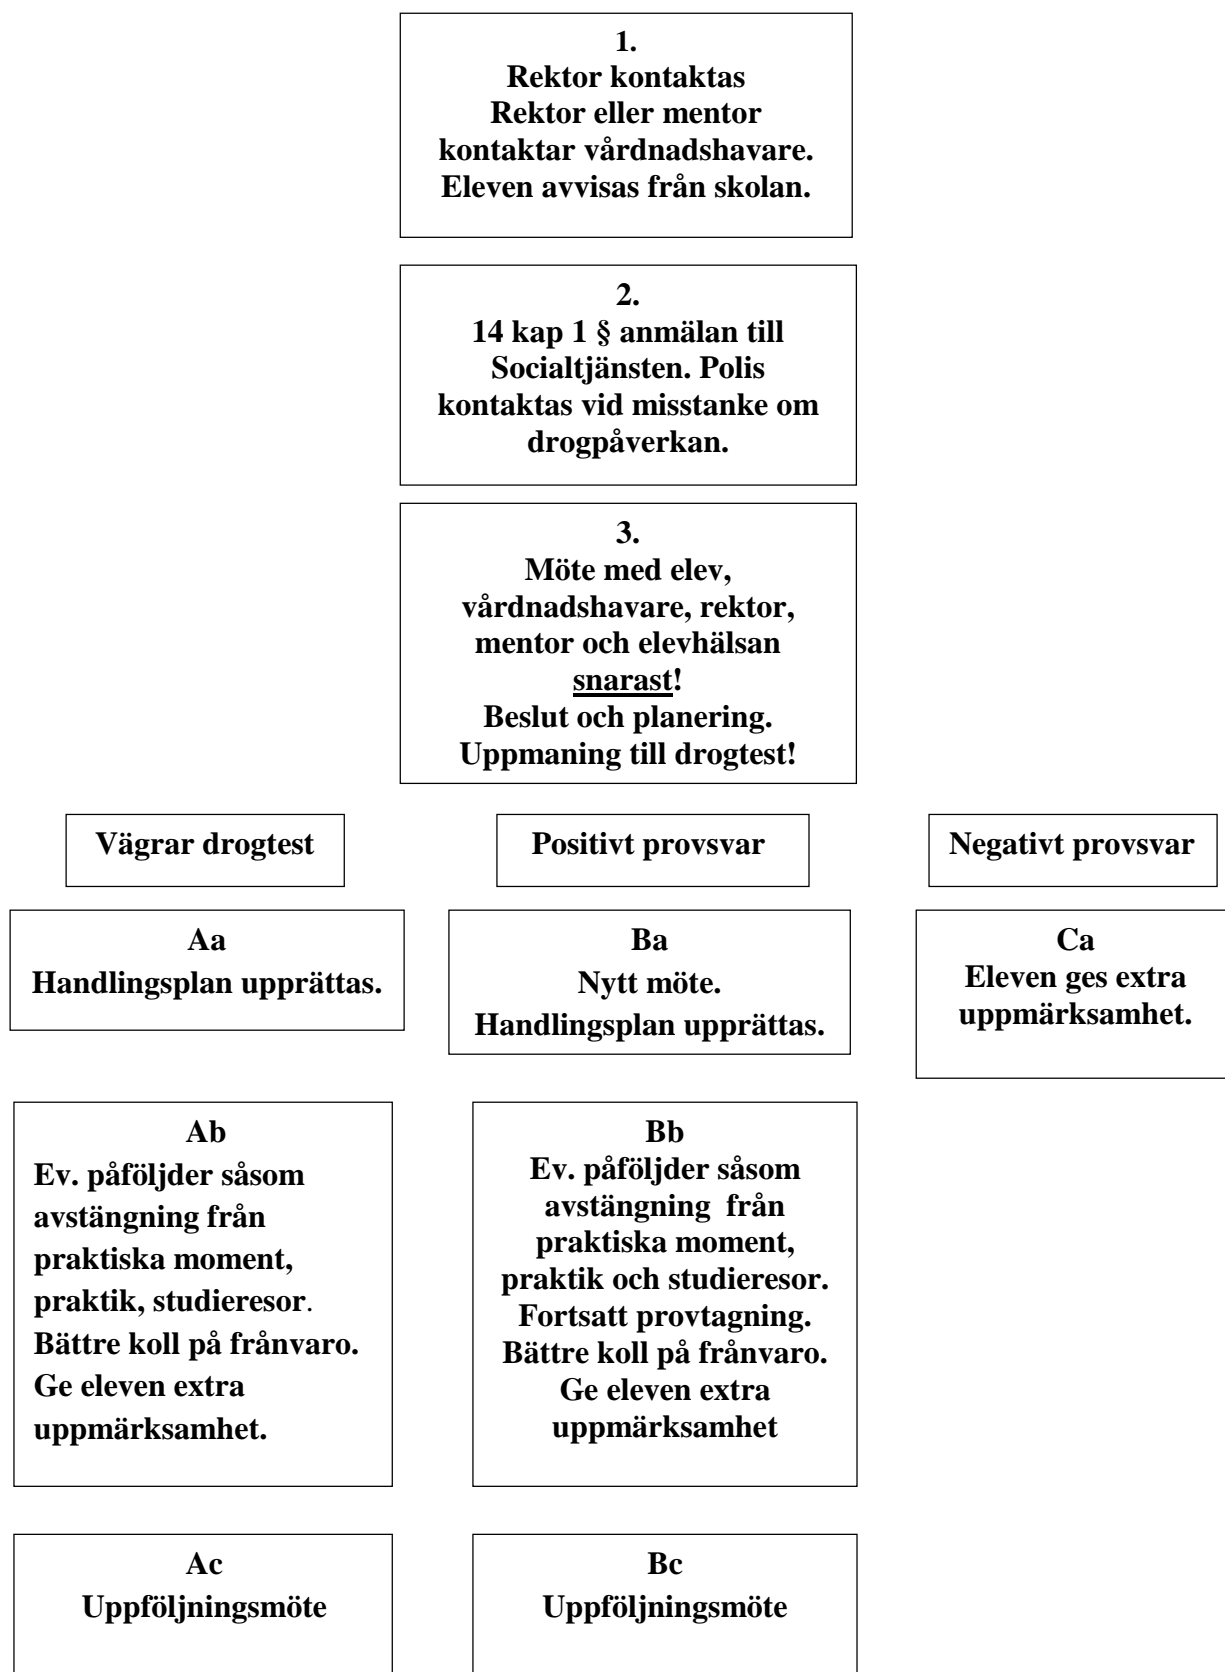 1.
Rektor kontaktas
Rektor eller mentor
kontaktar vårdnadshavare.
Eleven avvisas från skolan.
2.
14 kap 1 § anmälan till
Socialtjänsten. Polis
kontaktas vid misstanke om
drogpåverkan.
3.
Möte med elev,
vårdnadshavare, rektor,
mentor och elevhälsan
snarast!
Beslut och planering.
Uppmaning till drogtest!
Vägrar drogtest
Positivt provsvar
Negativt provsvar
Aa
Handlingsplan upprättas.
Ba
Nytt möte.
Handlingsplan upprättas.
Ca
Eleven ges extra
uppmärksamhet.
Ab
Ev. påföljder såsom
avstängning från
praktiska moment,
praktik, studieresor.
Bättre koll på frånvaro.
Ge eleven extra
uppmärksamhet.
Bb
Ev. påföljder såsom
avstängning  från
praktiska moment,
praktik och studieresor.
Fortsatt provtagning.
Bättre koll på frånvaro.
Ge eleven extra
uppmärksamhet
Ac
Uppföljningsmöte
Bc
Uppföljningsmöte